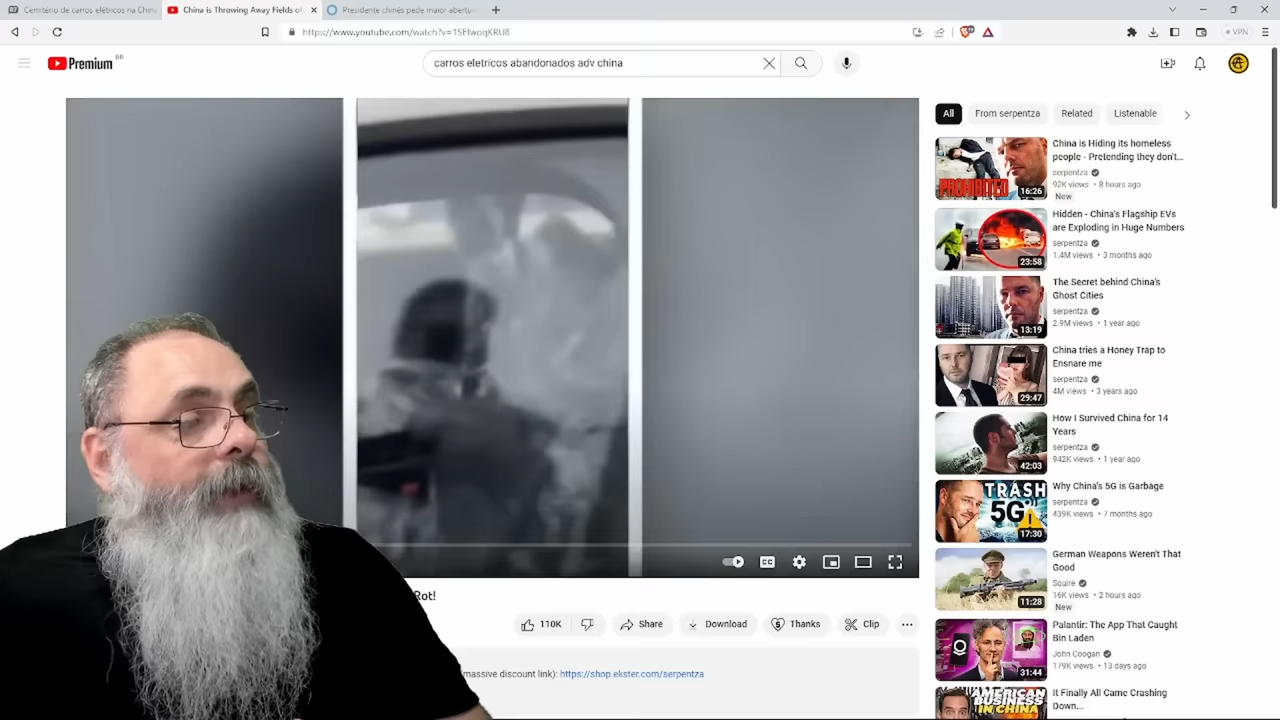 Cemitério de carros elétricos na China
China is Throwing Away Fields of
Presidente chinês pede maior abertur
https://www.youtube.com/watch?v=1SEfwoqKRU8
VPN
Premium
BR
carros eletricos abandonados adv china
All
From serpentza
Related
Listenable
PROHIBITED
16:26
China is Hiding its homeless
people - Pretending they don't...
serpentza
92K views • 8 hours ago
New
23:58
Hidden - China's Flagship EVs
are Exploding in Huge Numbers
serpentza
1.4M views • 3 months ago
13:19
The Secret behind China's
Ghost Cities
serpentza
2.9M views • 1 year ago
29:47
China tries a Honey Trap to
Ensnare me
serpentza
4M views • 3 years ago
42:03
How I Survived China for 14
Years
serpentza
942K views • 1 year ago
TRASH
5G
17:30
Why China's 5G is Garbage
serpentza
439K views • 7 months ago
11:28
German Weapons Weren't That
Good
Squire
16K views • 2 hours ago
New
31:44
Palantir: The App That Caught
Bin Laden
John Coogan
179K views • 13 days ago
AMERICAN
BUSINESS
IN CHINA
It Finally All Came Crashing
Down...
Rot!
110K
Share
Download
Thanks
Clip
massive discount link): https://shop.ekster.com/serpentza